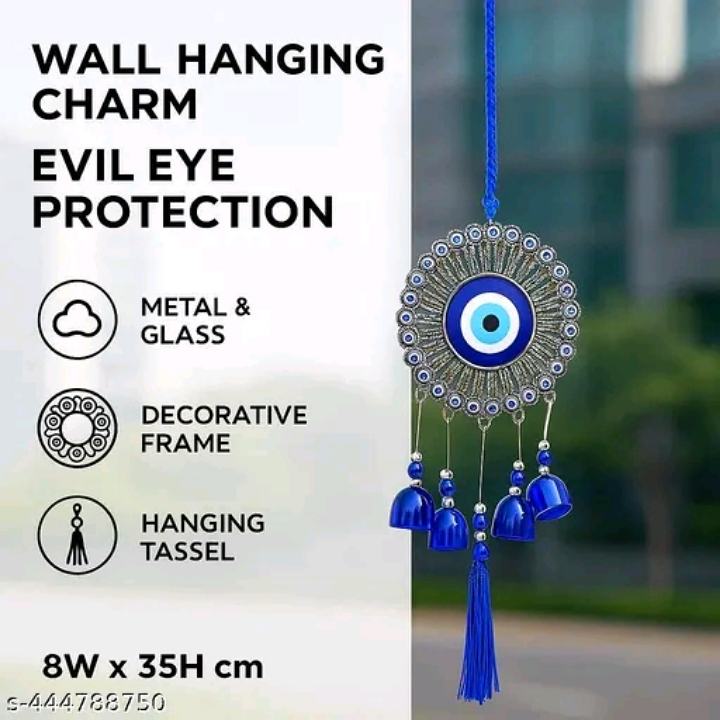 WALL HANGING
CHARM
EVIL EYE
PROTECTION
METAL &
GLASS
DECORATIVE
FRAME
HANGING
TASSEL
8W x 35H cm
s-444788750